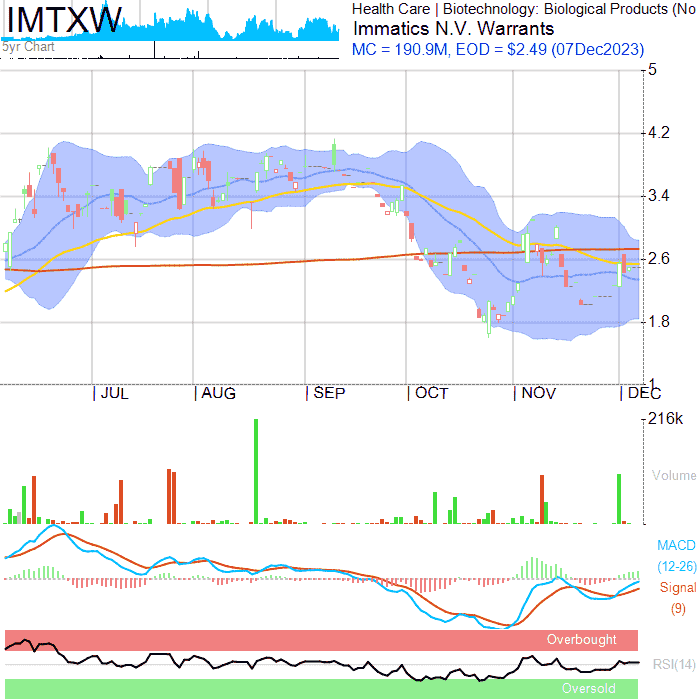 IMTXW
5yr Chart
Health Care | Biotechnology: Biological Products (No
Immatics N.V. Warrants
MC = 190.9M, EOD = $2.49 (07Dec2023)
5
4.2
3.4
2.6
1.8
1
JUL AUG SEP OCT NOV DEC
216k
Volume
MACD
(12-26)
Signal
(9)
Overbought
RSI(14)
Oversold